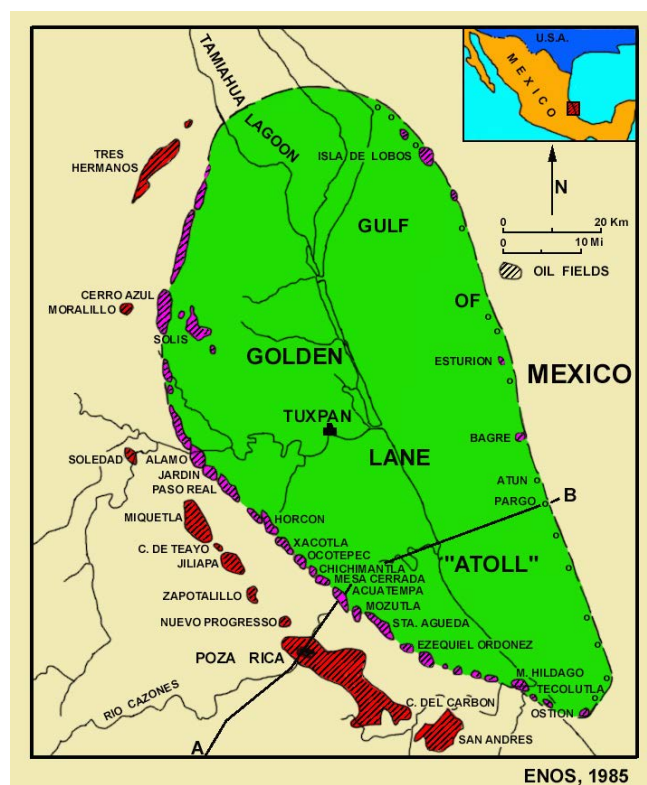 U.S.A.
MEXICO
TAMIAHUA LAGOON
TRES
HERMANOS
ISLA DE LOBOS
N
GULF
0 20 Km
0 10 Mi
OIL FIELDS
CERRO AZUL
MORALILLO
OF
SOLIS
GOLDEN
ESTURION
MEXICO
TUXPAN
BAGRE
SOLEDAD
ALAMO
LANE
JARDIN
PASO REAL
ATUN
B
PARGO
MIQUETLA
HORCON
XACOTLA
C. DE TEAYO
OCOTEPEC
JILIAPA
CHICHIMANTLA
"ATOLL"
MESA CERRADA
ZAPOTALILLO
ACUATEMPA
MOZUTLA
NUEVO PROGRESSO
STA. AGUEDA
EZEQUIEL ORDONEZ
POZA RICA
M. HILDAGO
TECOLUTLA
RIO CAZONES
C. DEL CARBON
OSTION
A
SAN ANDRES
ENOS, 1985